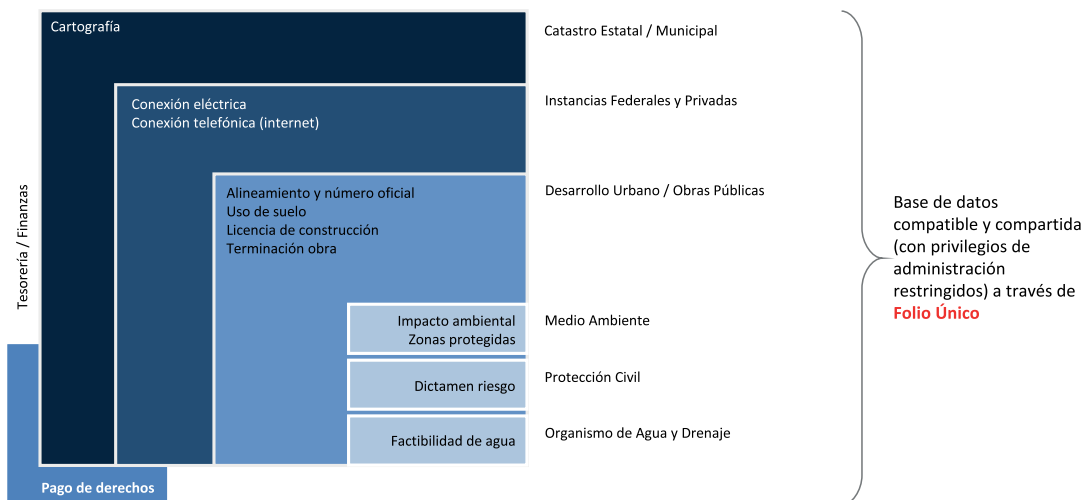 Cartografía
Catastro Estatal / Municipal
Conexión eléctrica
Conexión telefónica (internet)
Instancias Federales y Privadas
Alineamiento y número oficial
Uso de suelo
Licencia de construcción
Terminación obra
Desarrollo Urbano / Obras Públicas
Impacto ambiental
Zonas protegidas
Medio Ambiente
Dictamen riesgo
Protección Civil
Factibilidad de agua
Organismo de Agua y Drenaje
Tesorería / Finanzas
Pago de derechos
Base de datos
compatible y compartida
(con privilegios de
administración
restringidos) a través de
Folio Único